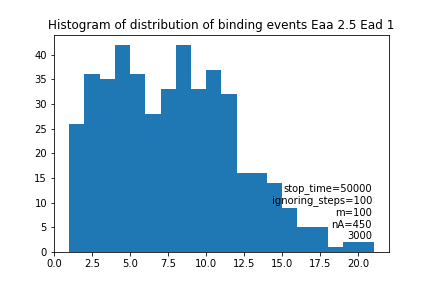 Histogram of distribution of binding events Eaa 2.5 Ead 1
40
35
30
25
20
15
10
5
0
stop_time=50000
ignoring_steps=100
m=100
nA=450
3000
0.0 2.5 5.0 7.5 10.0 12.5 15.0 17.5 20.0